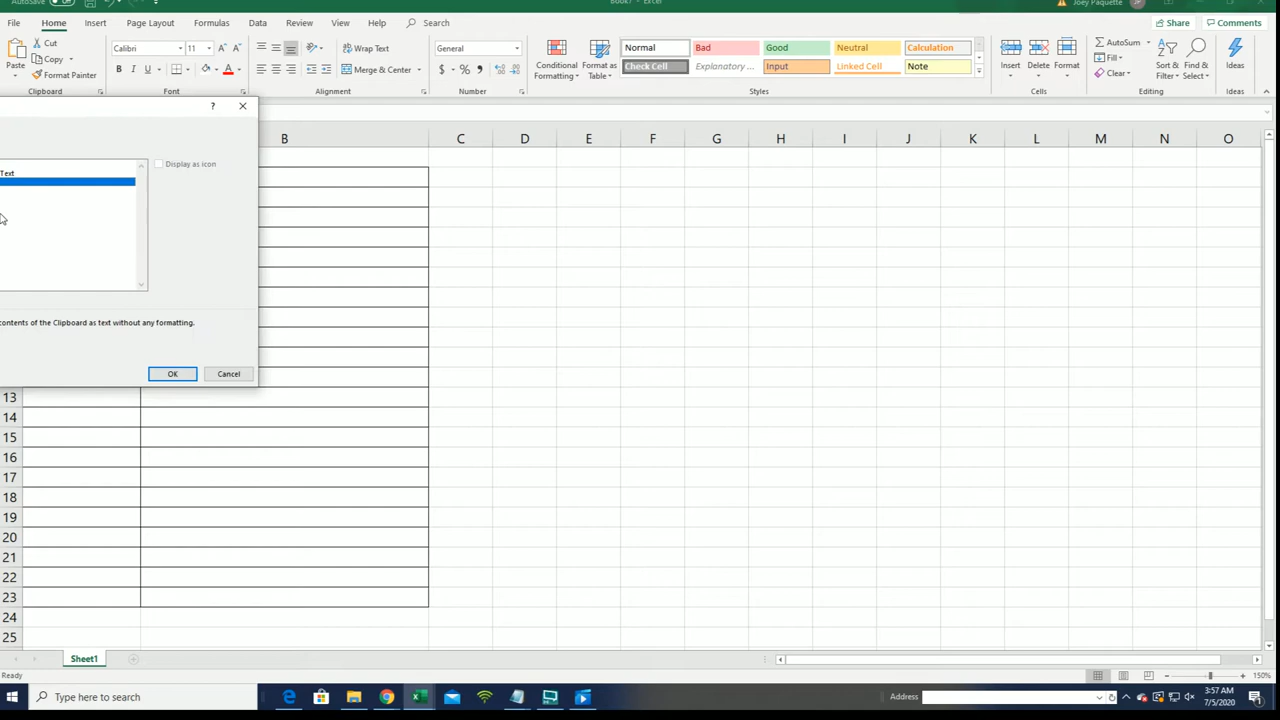 AutoSave
Book7 - Excel
Joey Paquette
JP
File Home Insert Page Layout Formulas Data Review View Help Search
Share Comments
Paste
Cut
Copy
Format Painter
Clipboard
Calibri 11
B I U
Font
Wrap Text
Merge & Center
Alignment
General
$ % ,
Number
Conditional Formatting
Format as Table
Normal Bad Good Neutral Calculation
Check Cell Explanatory ... Input Linked Cell Note
Styles
Insert Delete Format
Cells
AutoSum
Fill
Clear
Sort & Filter
Find & Select
Editing
Ideas
Ideas
? 
B C D E F G H I J K L M N O
Text
Display as icon
contents of the Clipboard as text without any formatting.
OK Cancel
13
14
15
16
17
18
19
20
21
22
23
24
25
Sheet1
Ready
150%
Type here to search
Address
3:57 AM
7/5/2020